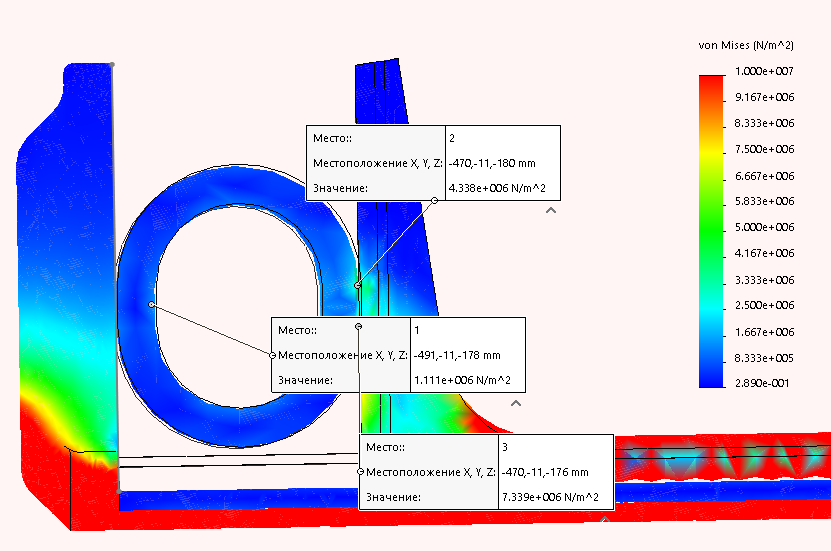 von Mises (N/m^2)
1.000e+007
9.167e+006
8.333e+006
7.500e+006
6.667e+006
5.833e+006
5.000e+006
4.167e+006
3.333e+006
2.500e+006
1.667e+006
8.333e+005
2.890e-001
Место:: 2
Местоположение X, Y, Z: -470,-11,-180 mm
Значение: 4.338e+006 N/m^2
Место:: 1
Местоположение X, Y, Z: -491,-11,-178 mm
Значение: 1.111e+006 N/m^2
Место:: 3
Местоположение X, Y, Z: -470,-11,-176 mm
Значение: 7.339e+006 N/m^2